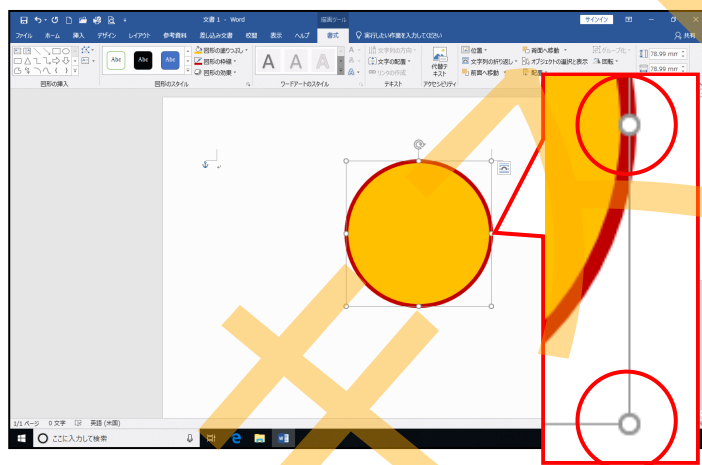 文書 1 - Word
描画ツール
サインイン
ファイル ホーム 挿入 デザイン レイアウト 参考資料 差し込み文書 校閲 表示 ヘルプ 書式 実行したい作業を入力してください 共有
Abc Abc Abc
図形の塗りつぶし
図形の枠線
図形の効果
A A A
文字列の方向
文字の配置
リンクの作成
代替テ
キスト
位置
文字列の折り返し
前面へ移動
背面へ移動
オブジェクトの選択と表示
配置
グループ化
回転
78.99 mm
78.99 mm
図形の挿入 図形のスタイル ワードアートのスタイル テキスト アクセシビリティ
1/1 ページ 0 文字 英語 (米国)
ここに入力して検索